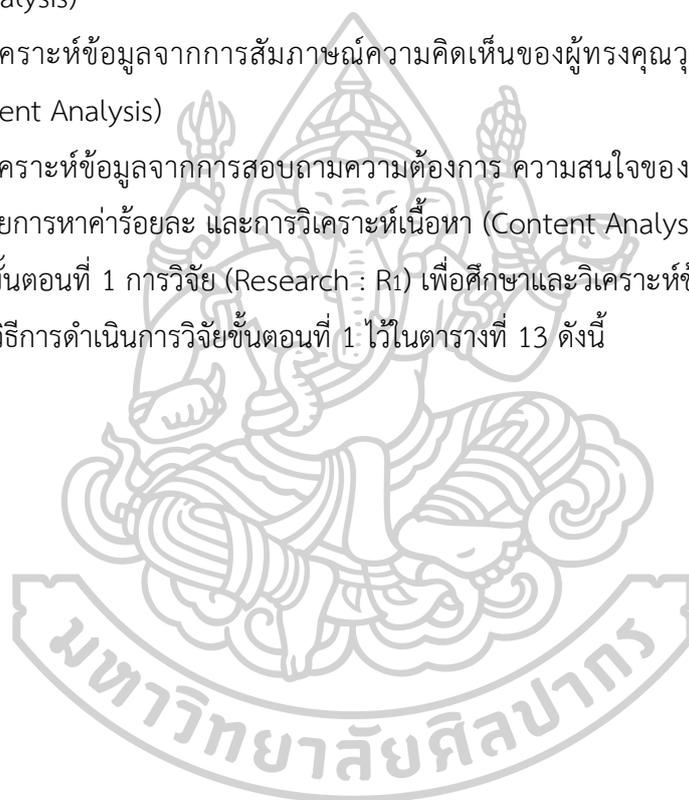 alysis)
เคราะห์ข้อมูลจากการสัมภาษณ์ความคิดเห็นของผู้ทรงคุณวุ
ent Analysis)
เคราะห์ข้อมูลจากการสอบถามความต้องการ ความสนใจของ
ยการหาค่าร้อยละ และการวิเคราะห์เนื้อหา (Content Analys
ขั้นตอนที่ 1 การวิจัย (Research : R1) เพื่อศึกษาและวิเคราะห์ข้
วิธีการดำเนินการวิจัยขั้นตอนที่ 1 ไว้ในตารางที่ 13 ดังนี้
มหาวิทยาลัยศิลปากร